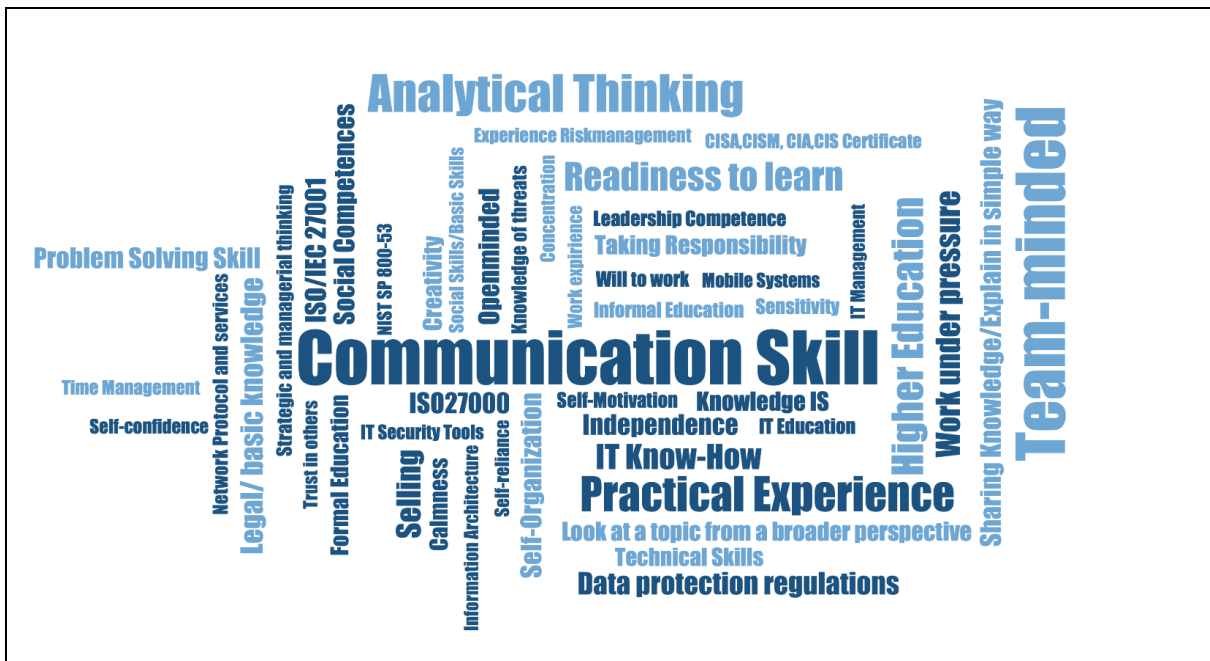 Analytical Thinking
Experience Riskmanagement
CISA,CISM, CIA,CIS Certificate
Readiness to learn
Leadership Competence
Taking Responsibility
Will to work
Mobile Systems
Informal Education
Sensitivity
Problem Solving Skill
Time Management
Self-confidence
Network Protocol and services
Legal/ basic knowledge
Strategic and managerial thinking
ISO/IEC 27001
Social Competences
NIST SP 800-53
Creativity
Social Skills/Basic Skills
Openminded
Knowledge of threats
Concentration
Work expirience
IT Management
Higher Education
Work under pressure
Sharing Knowledge/Explain in simple way
Team-minded
Communication Skill
ISO27000
Self-Motivation
Knowledge IS
IT Security Tools
Independence
IT Education
IT Know-How
Practical Experience
Trust in others
Formal Education
Selling
Calmness
Information Architecture
Self-reliance
Self-Organization
Look at a topic from a broader perspective
Technical Skills
Data protection regulations